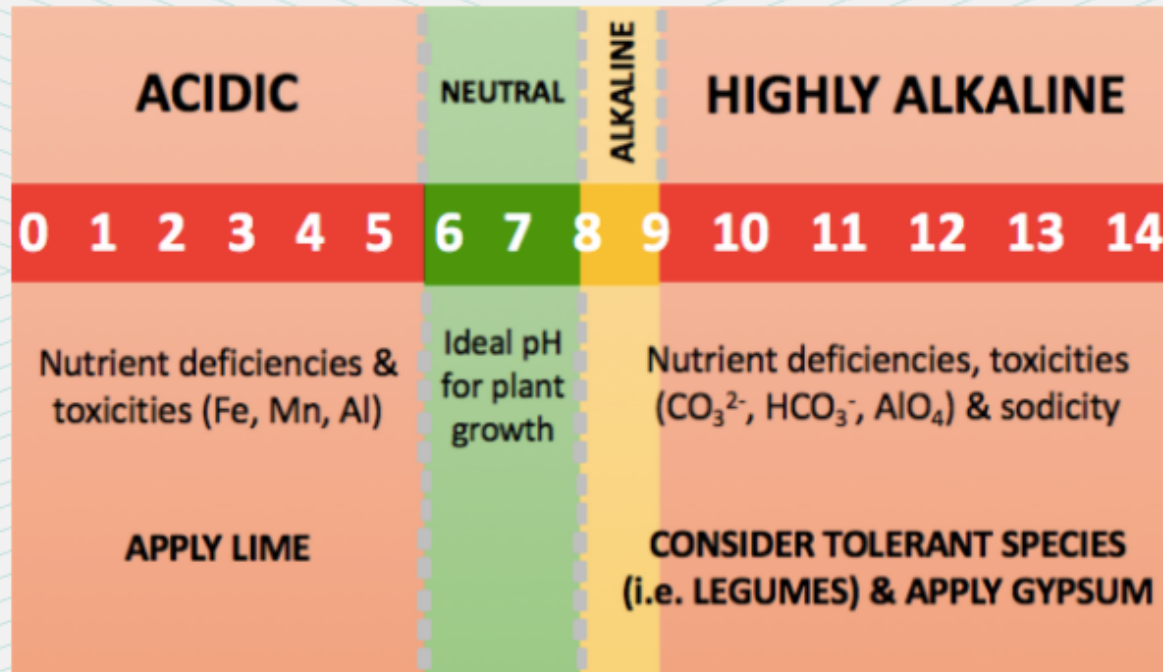 ACIDIC
NEUTRAL
ALKALINE
HIGHLY ALKALINE
0 1 2 3 4 5 6 7 8 9 10 11 12 13 14
Nutrient deficiencies &
toxicities (Fe, Mn, Al)
APPLY LIME
Ideal pH
for plant
growth
Nutrient deficiencies, toxicities
(CO₃²⁻, HCO₃⁻, AlO₄) & sodicity
CONSIDER TOLERANT SPECIES
(i.e. LEGUMES) & APPLY GYPSUM